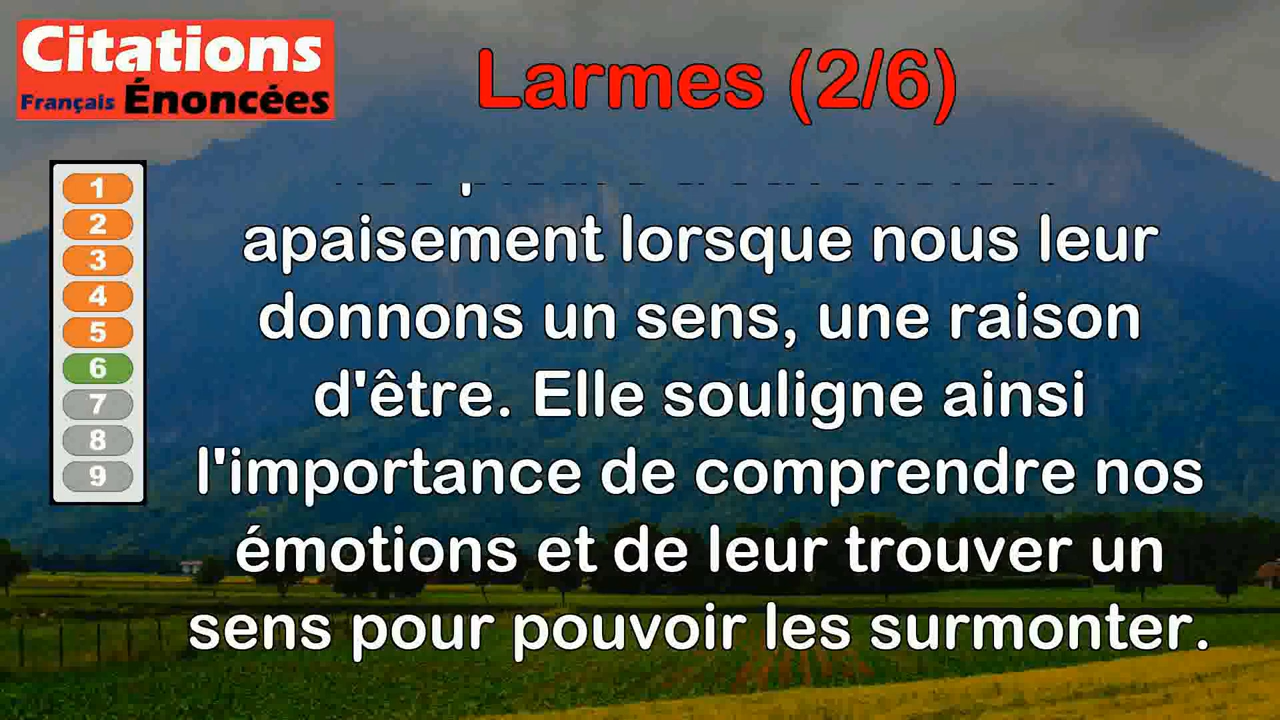 Citations
Français Énoncées
Larmes (2/6)
1
2
3
4
5
6
7
8
9
apaisement lorsque nous leur
donnons un sens, une raison
d'être. Elle souligne ainsi
l'importance de comprendre nos
émotions et de leur trouver un
sens pour pouvoir les surmonter.